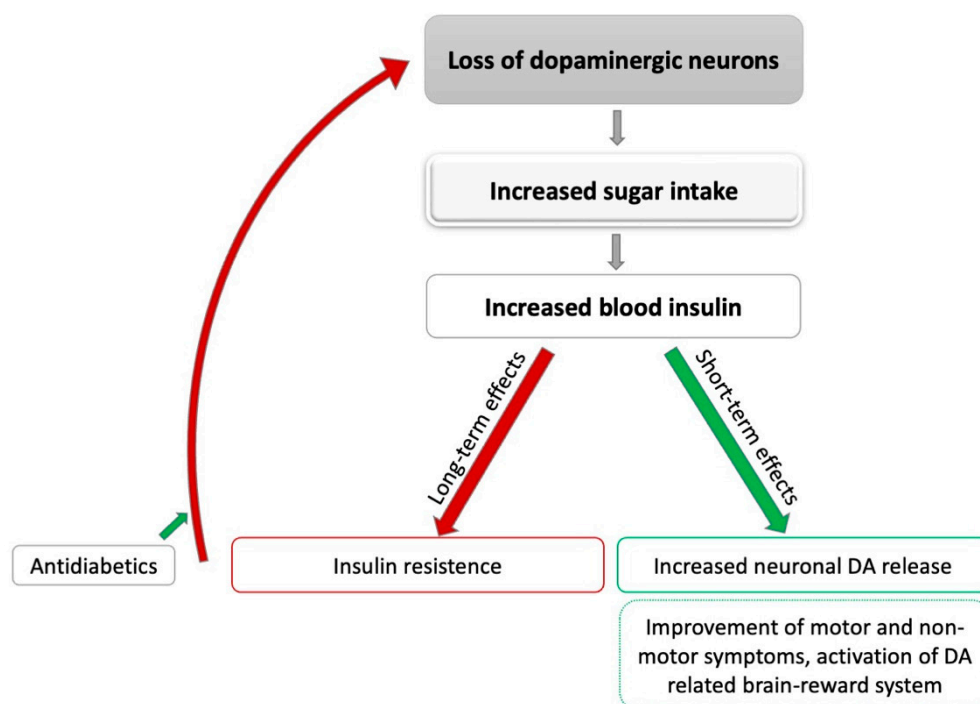 Loss of dopaminergic neurons
Increased sugar intake
Increased blood insulin
Long-term effects
Short-term effects
Antidiabetics
Insulin resistence
Increased neuronal DA release
Improvement of motor and non-
motor symptoms, activation of DA
related brain-reward system